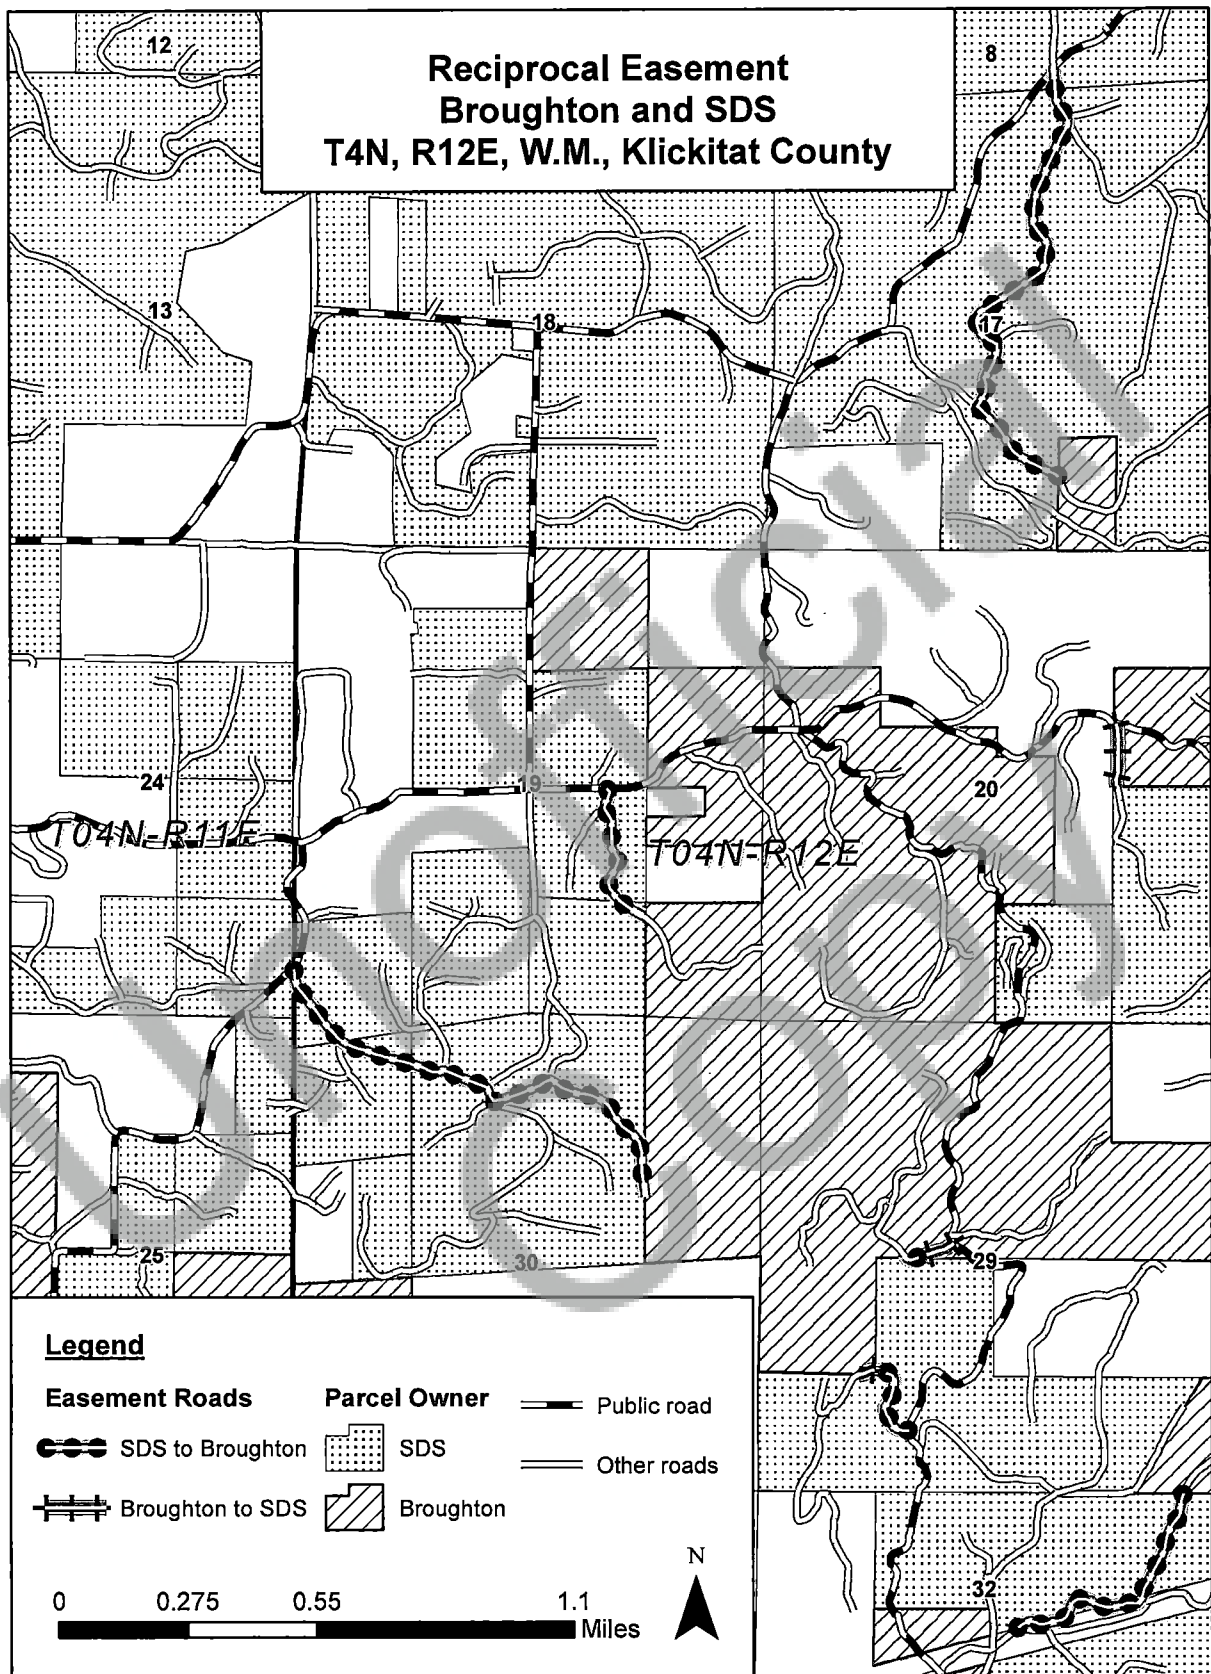 Reciprocal Easement
Broughton and SDS
T4N, R12E, W.M., Klickitat County
12
8
13
18
17
24
19
20
T04N-R11E
T04N-R12E
25
30
29
32
Unofficial
Copy
Legend
Easement Roads
SDS to Broughton
Broughton to SDS
Parcel Owner
SDS
Broughton
Public road
Other roads
N
0 0.275 0.55 1.1
Miles